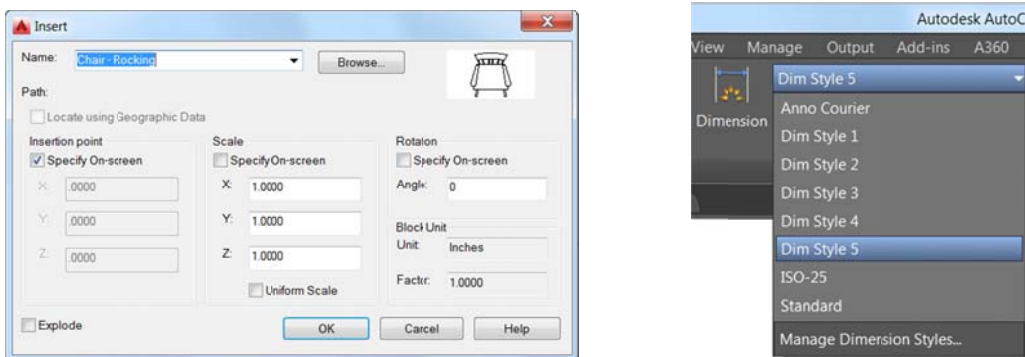 Insert
Name: Chair - Rocking Browse...
Path:
Locate using Geographic Data
Insertion point
Specify On-screen
X: .0000
Y: .0000
Z: .0000
Scale
SpecifyOn-screen
X: 1.0000
Y: 1.0000
Z: 1.0000
Uniform Scale
Rotaion
Specify On-screen
Angle: 0
Block Unit
Unit: Inches
Factor: 1.0000
Explode
OK Carcel Help
Autodesk AutoC
View Manage Output Add-ins A360
Dimension
Dim Style 5
Anno Courier
Dim Style 1
Dim Style 2
Dim Style 3
Dim Style 4
Dim Style 5
ISO-25
Standard
Manage Dimension Styles...